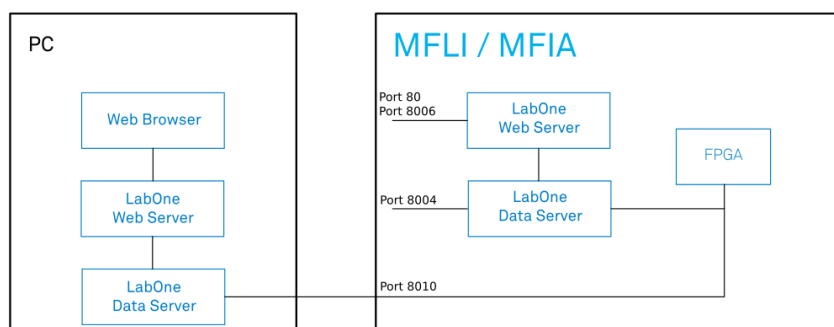 PC
Web Browser
LabOne
Web Server
LabOne
Data Server
MFLI / MFIA
Port 80
Port 8006
LabOne
Web Server
FPGA
Port 8004
LabOne
Data Server
Port 8010